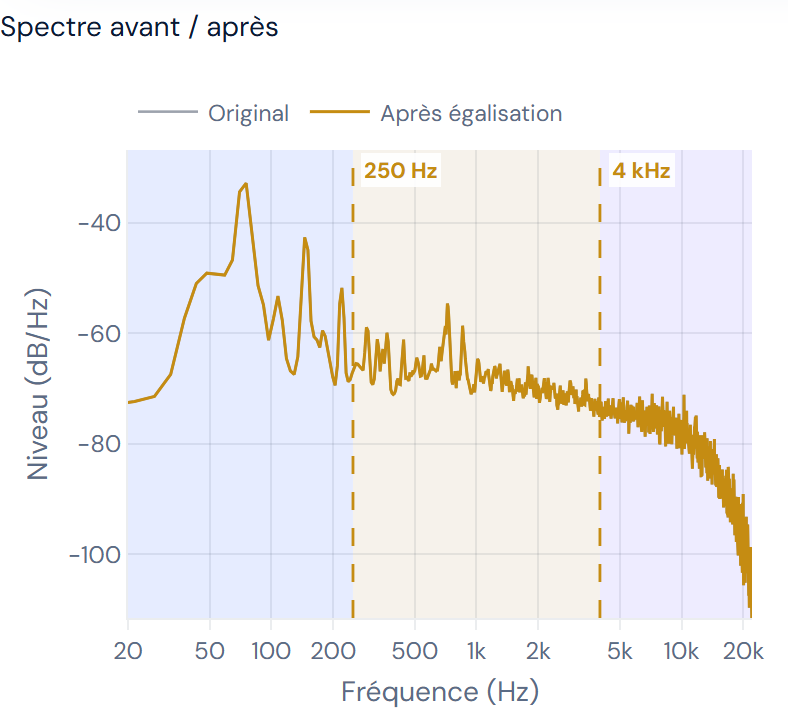 Spectre avant / après
Original Après égalisation
250 Hz 4 kHz
−40
−60
−80
−100
Niveau (dB/Hz)
20 50 100 200 500 1k 2k 5k 10k 20k
Fréquence (Hz)